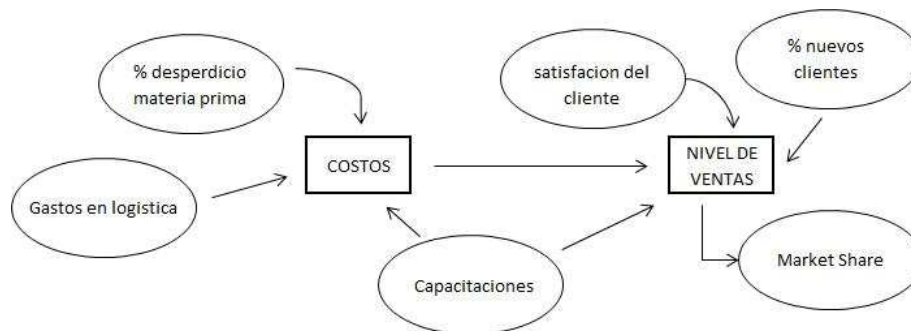 % nuevos
clientes
% desperdicio
materia prima
satisfacion del
cliente
COSTOS
NIVEL DE
VENTAS
Gastos en logistica
Capacitaciones
Market Share